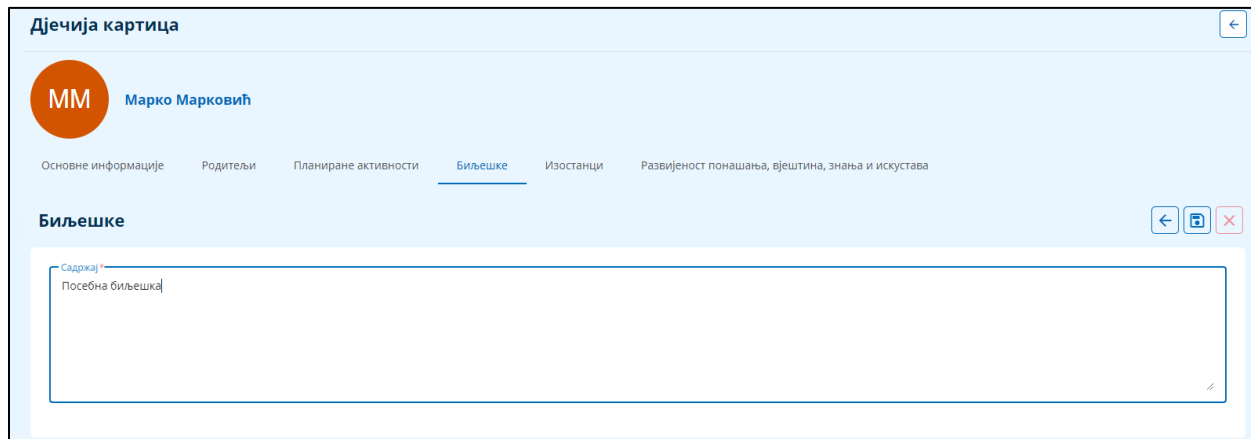 Дјечија картица
ММ
Марко Марковић
Основне информације Родитељи Планиране активности Биљешке Изостанци Развијеност понашања, вјештина, знања и искустава
Биљешке
Садржај *
Посебна биљешка